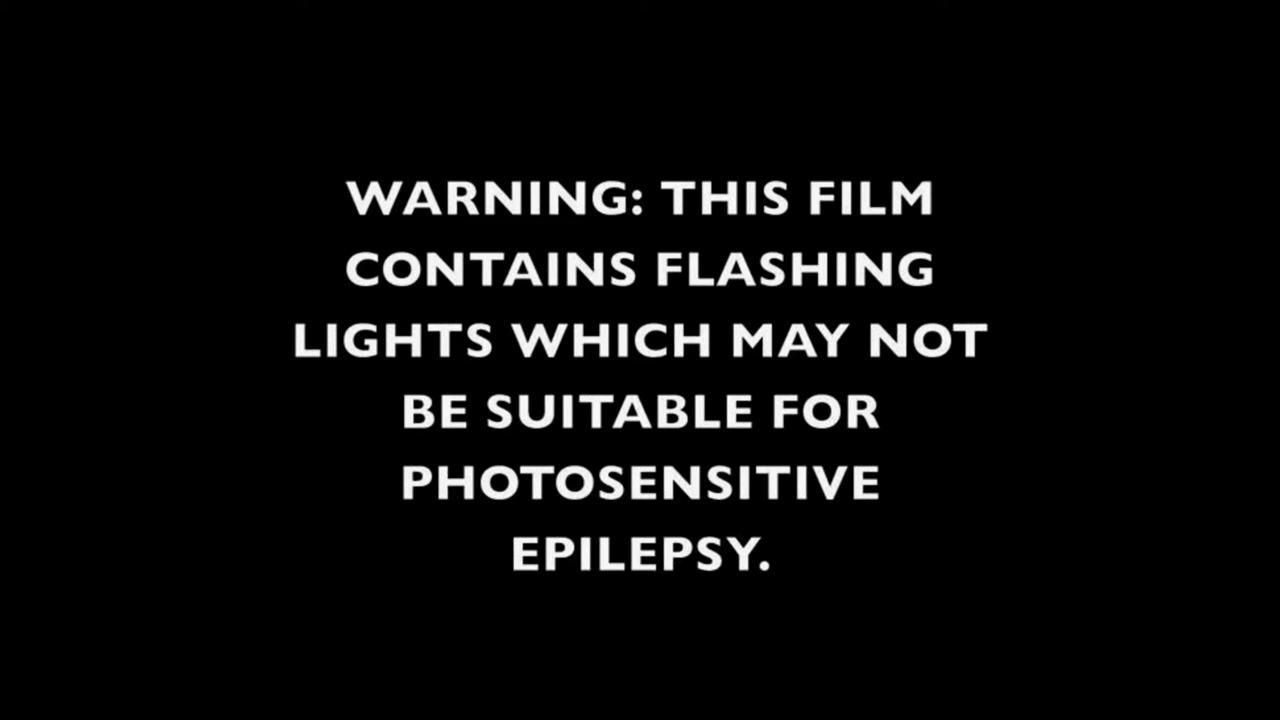 WARNING: THIS FILM
CONTAINS FLASHING
LIGHTS WHICH MAY NOT
BE SUITABLE FOR
PHOTOSENSITIVE
EPILEPSY.